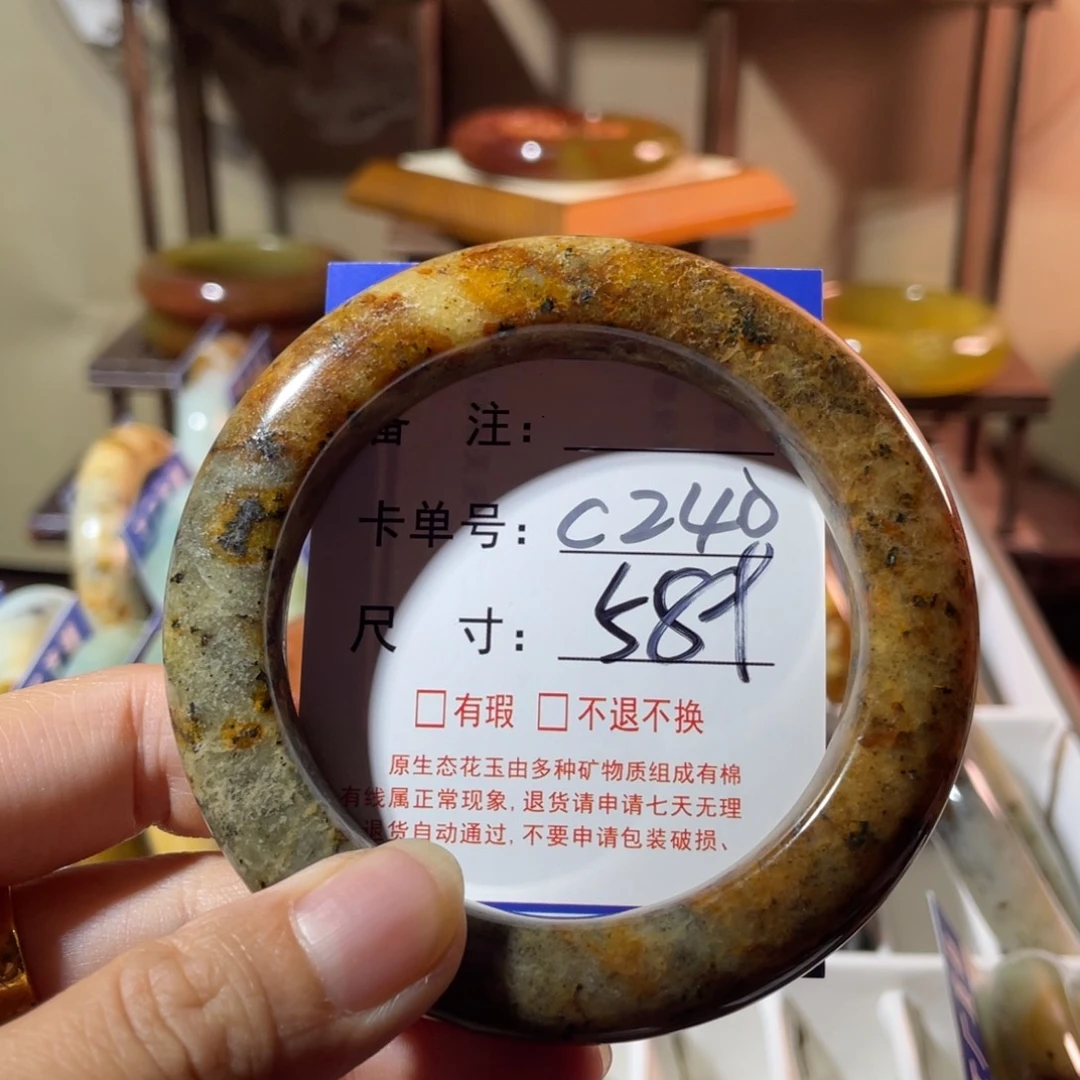 备 注：
卡单号：C240
尺 寸：589
□有瑕 □不退不换
原生态花玉由多种矿物质组成有棉
有线属正常现象,退货请申请七天无理
退货自动通过,不要申请包装破损、